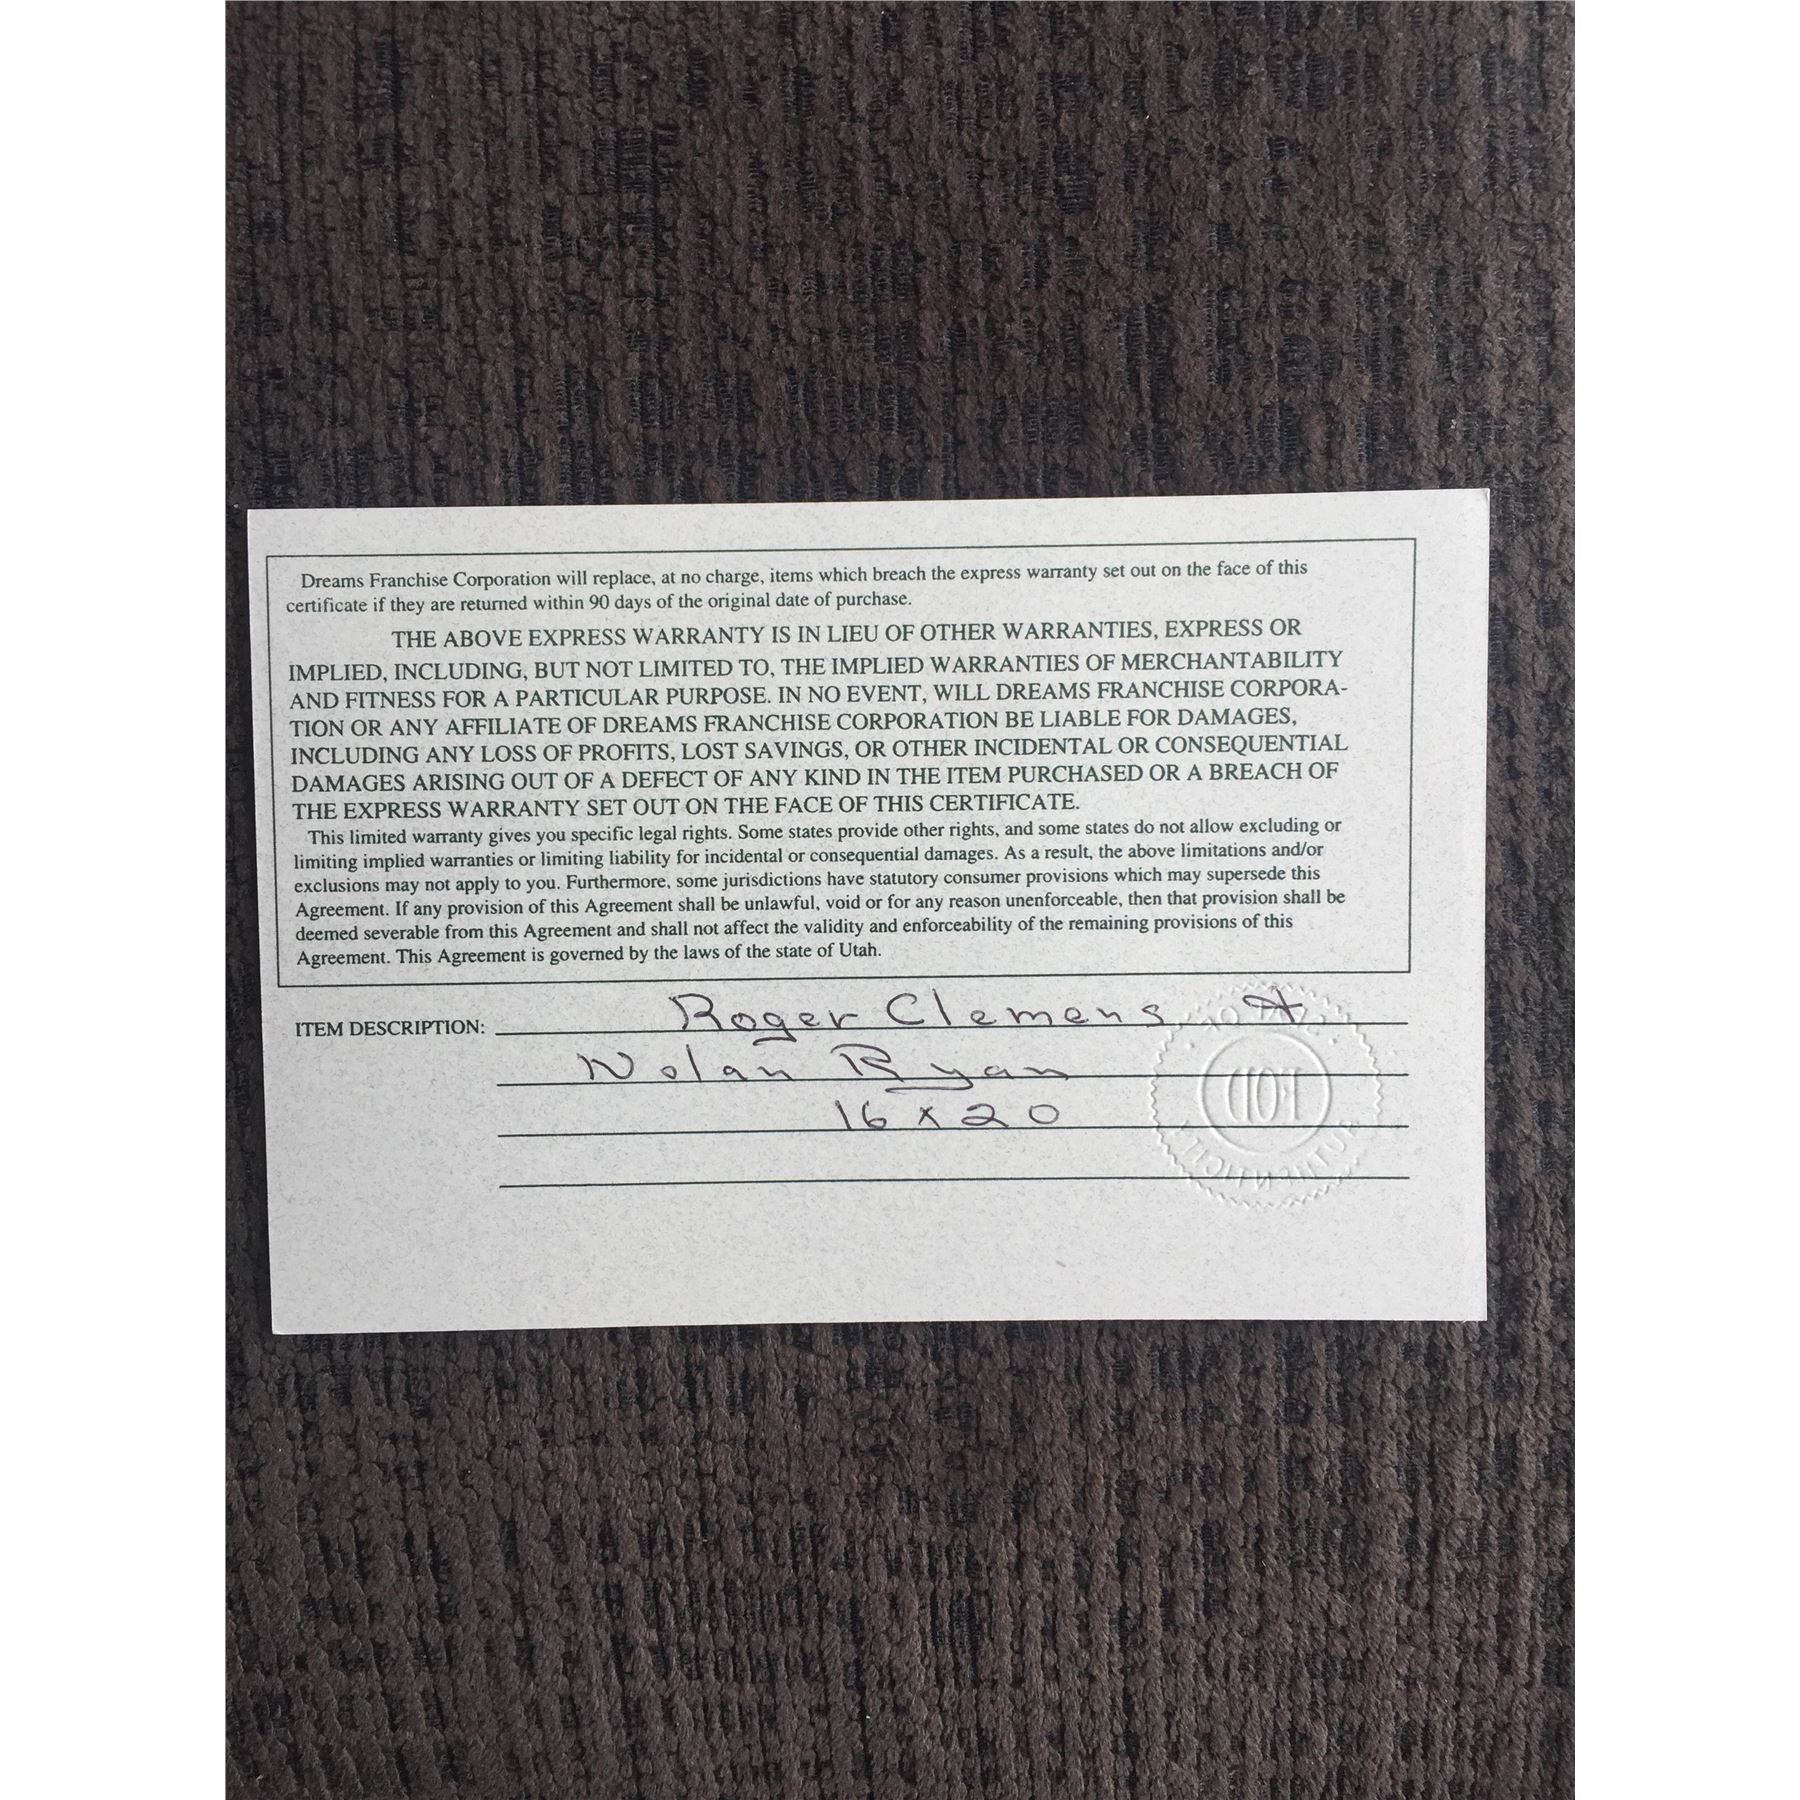 Dreams Franchise Corporation will replace, at no charge, items which breach the express warranty set out on the face of this
certificate if they are returned within 90 days of the original date of purchase.
THE ABOVE EXPRESS WARRANTY IS IN LIEU OF OTHER WARRANTIES, EXPRESS OR
IMPLIED, INCLUDING, BUT NOT LIMITED TO, THE IMPLIED WARRANTIES OF MERCHANTABILITY
AND FITNESS FOR A PARTICULAR PURPOSE. IN NO EVENT, WILL DREAMS FRANCHISE CORPORA-
TION OR ANY AFFILIATE OF DREAMS FRANCHISE CORPORATION BE LIABLE FOR DAMAGES,
INCLUDING ANY LOSS OF PROFITS, LOST SAVINGS, OR OTHER INCIDENTAL OR CONSEQUENTIAL
DAMAGES ARISING OUT OF A DEFECT OF ANY KIND IN THE ITEM PURCHASED OR A BREACH OF
THE EXPRESS WARRANTY SET OUT ON THE FACE OF THIS CERTIFICATE.
This limited warranty gives you specific legal rights. Some states provide other rights, and some states do not allow excluding or
limiting implied warranties or limiting liability for incidental or consequential damages. As a result, the above limitations and/or
exclusions may not apply to you. Furthermore, some jurisdictions have statutory consumer provisions which may supersede this
Agreement. If any provision of this Agreement shall be unlawful, void or for any reason unenforceable, then that provision shall be
deemed severable from this Agreement and shall not affect the validity and enforceability of the remaining provisions of this
Agreement. This Agreement is governed by the laws of the state of Utah.
ITEM DESCRIPTION: Roger Clemens &
Nolan Ryan
16 x 20